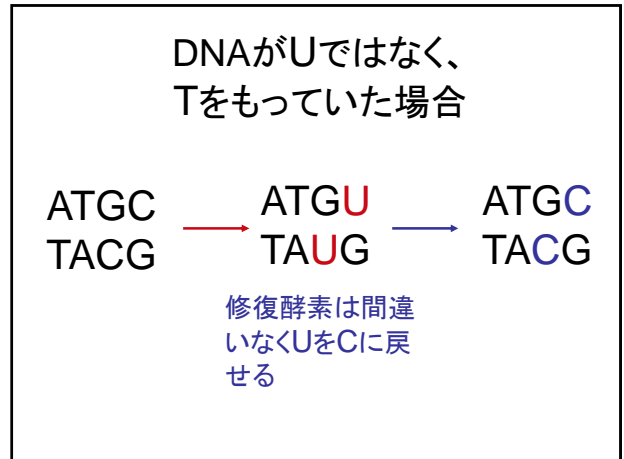 DNAがUではなく、
Tをもっていた場合
ATGC
TACG
ATGU
TAUG
修復酵素は間違
いなくUをCに戻
せる
ATGC
TACG